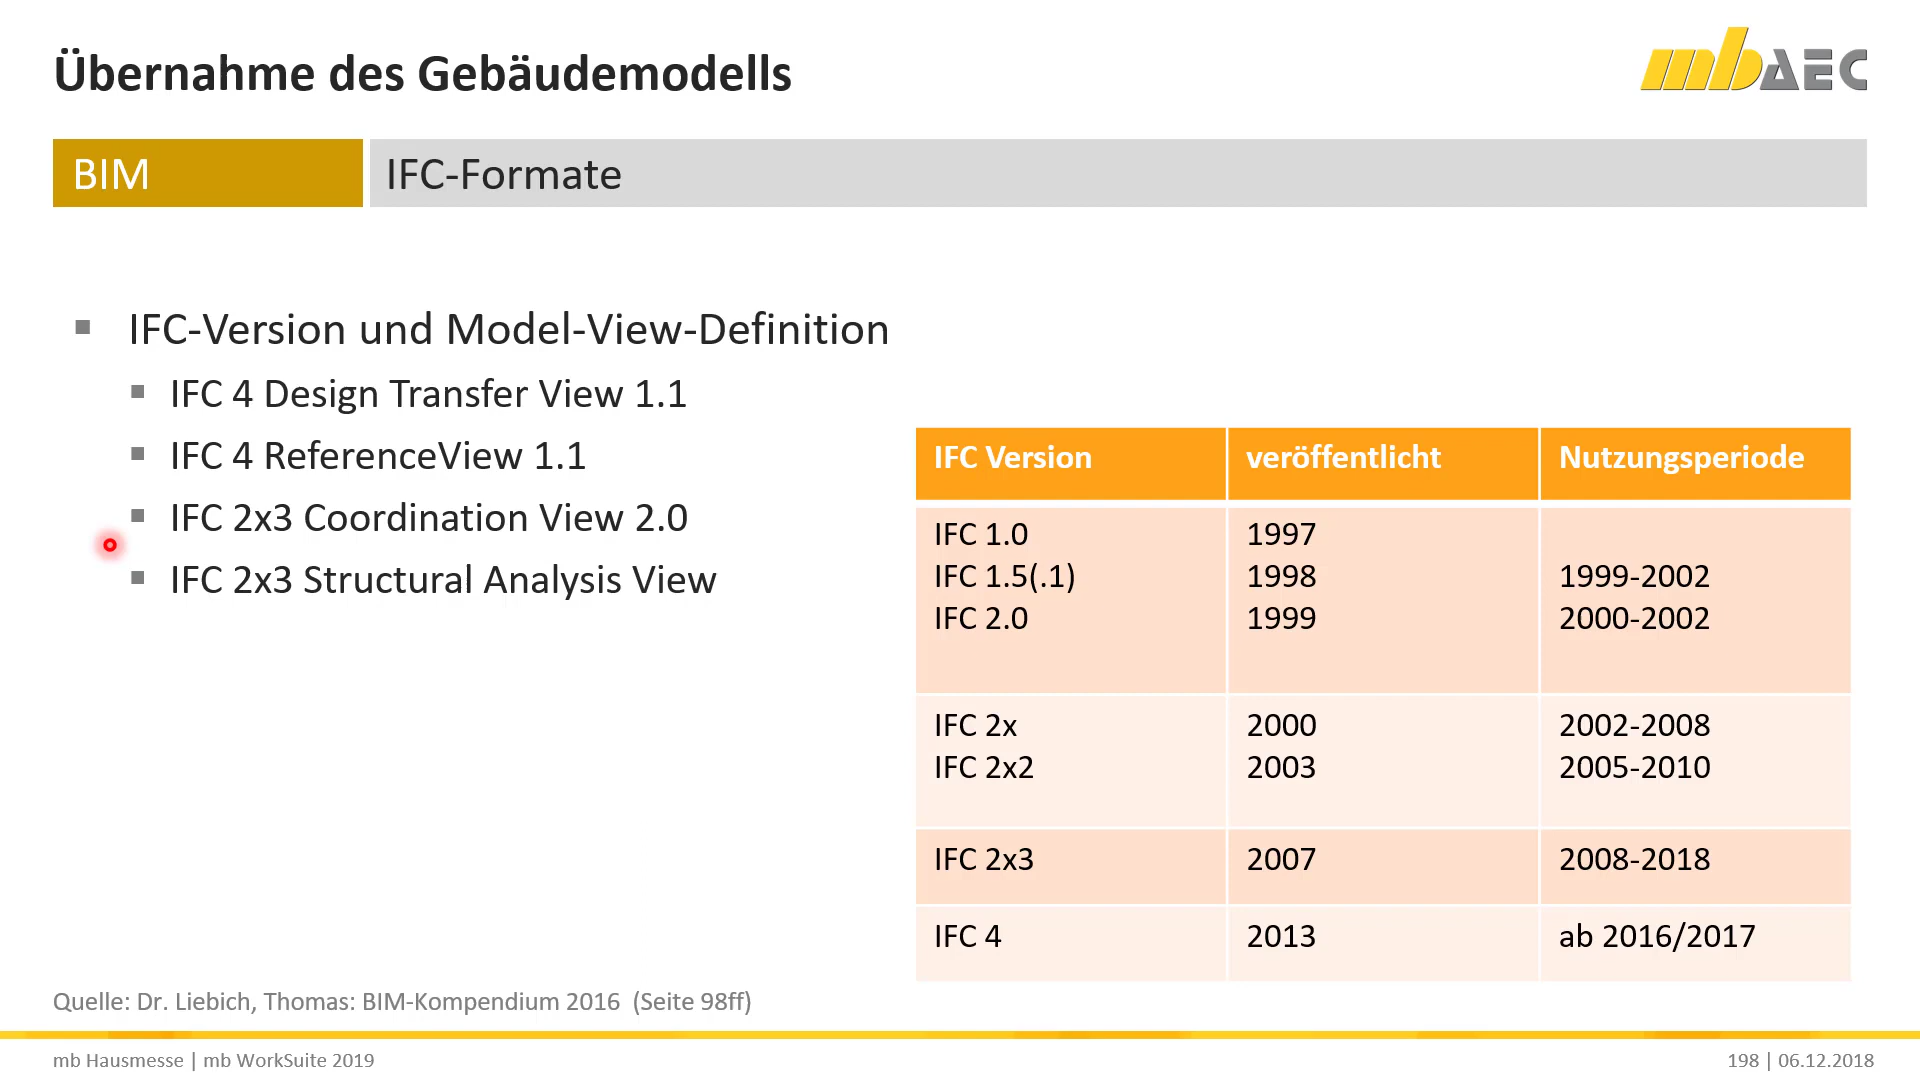 Übernahme des Gebäudemodells
mbAEC
BIM
IFC-Formate
IFC-Version und Model-View-Definition
IFC 4 Design Transfer View 1.1
IFC 4 ReferenceView 1.1
IFC 2x3 Coordination View 2.0
IFC 2x3 Structural Analysis View
IFC Version veröffentlicht Nutzungsperiode
IFC 1.0 1997
IFC 1.5(.1) 1998 1999-2002
IFC 2.0 1999 2000-2002
IFC 2x 2000 2002-2008
IFC 2x2 2003 2005-2010
IFC 2x3 2007 2008-2018
IFC 4 2013 ab 2016/2017
Quelle: Dr. Liebich, Thomas: BIM-Kompendium 2016 (Seite 98ff)
mb Hausmesse | mb WorkSuite 2019
198 | 06.12.2018